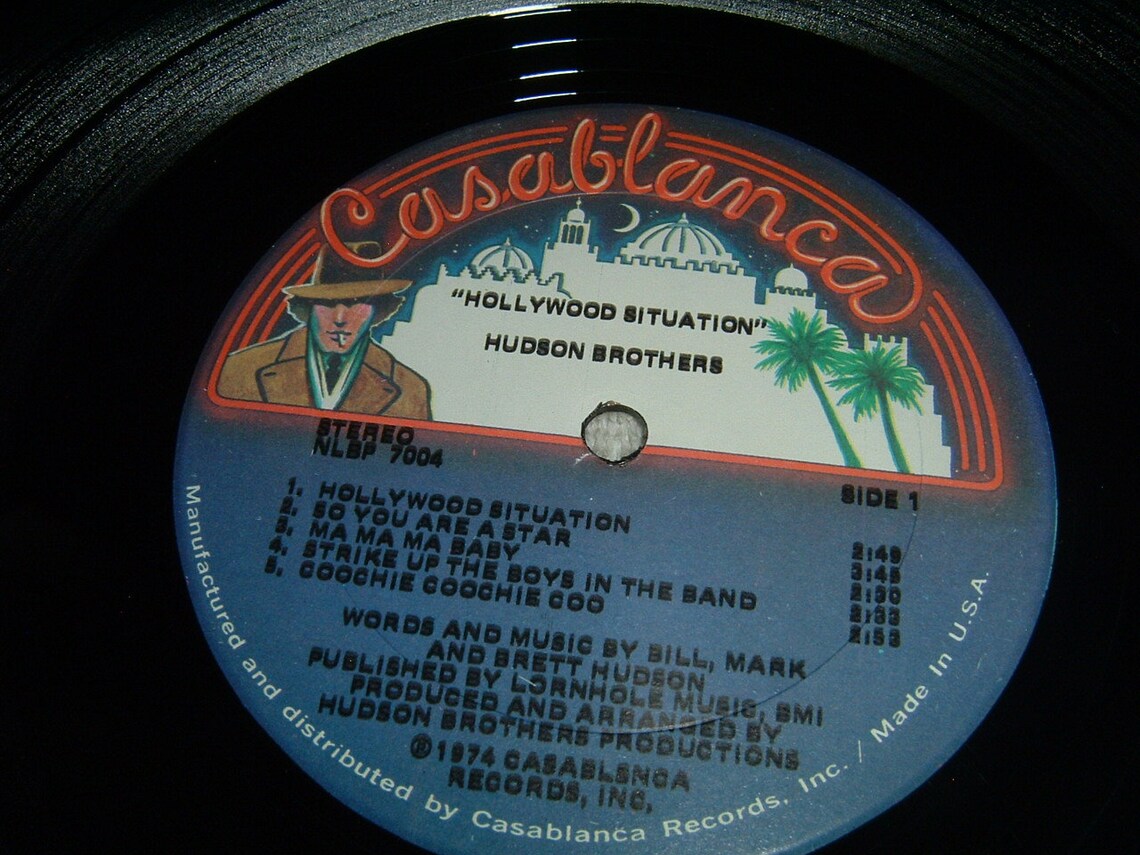 Casablanca
"HOLLYWOOD SITUATION"
HUDSON BROTHERS
STEREO
NLBP 7004
SIDE 1
1. HOLLYWOOD SITUATION 2:49
2. SO YOU ARE A STAR 3:45
3. MA MA MA BABY 2:30
4. STRIKE UP THE BOYS IN THE BAND 2:33
5. COOCHIE COOCHIE COO 2:53
WORDS AND MUSIC BY BILL, MARK
AND BRETT HUDSON
PUBLISHED BY LORNHOLE MUSIC, BMI
PRODUCED AND ARRANGED BY
HUDSON BROTHERS PRODUCTIONS
®1974 CASABLSNCA
RECORDS, INC.
Manufactured and distributed by Casablanca Records, Inc. / Made In U.S.A.